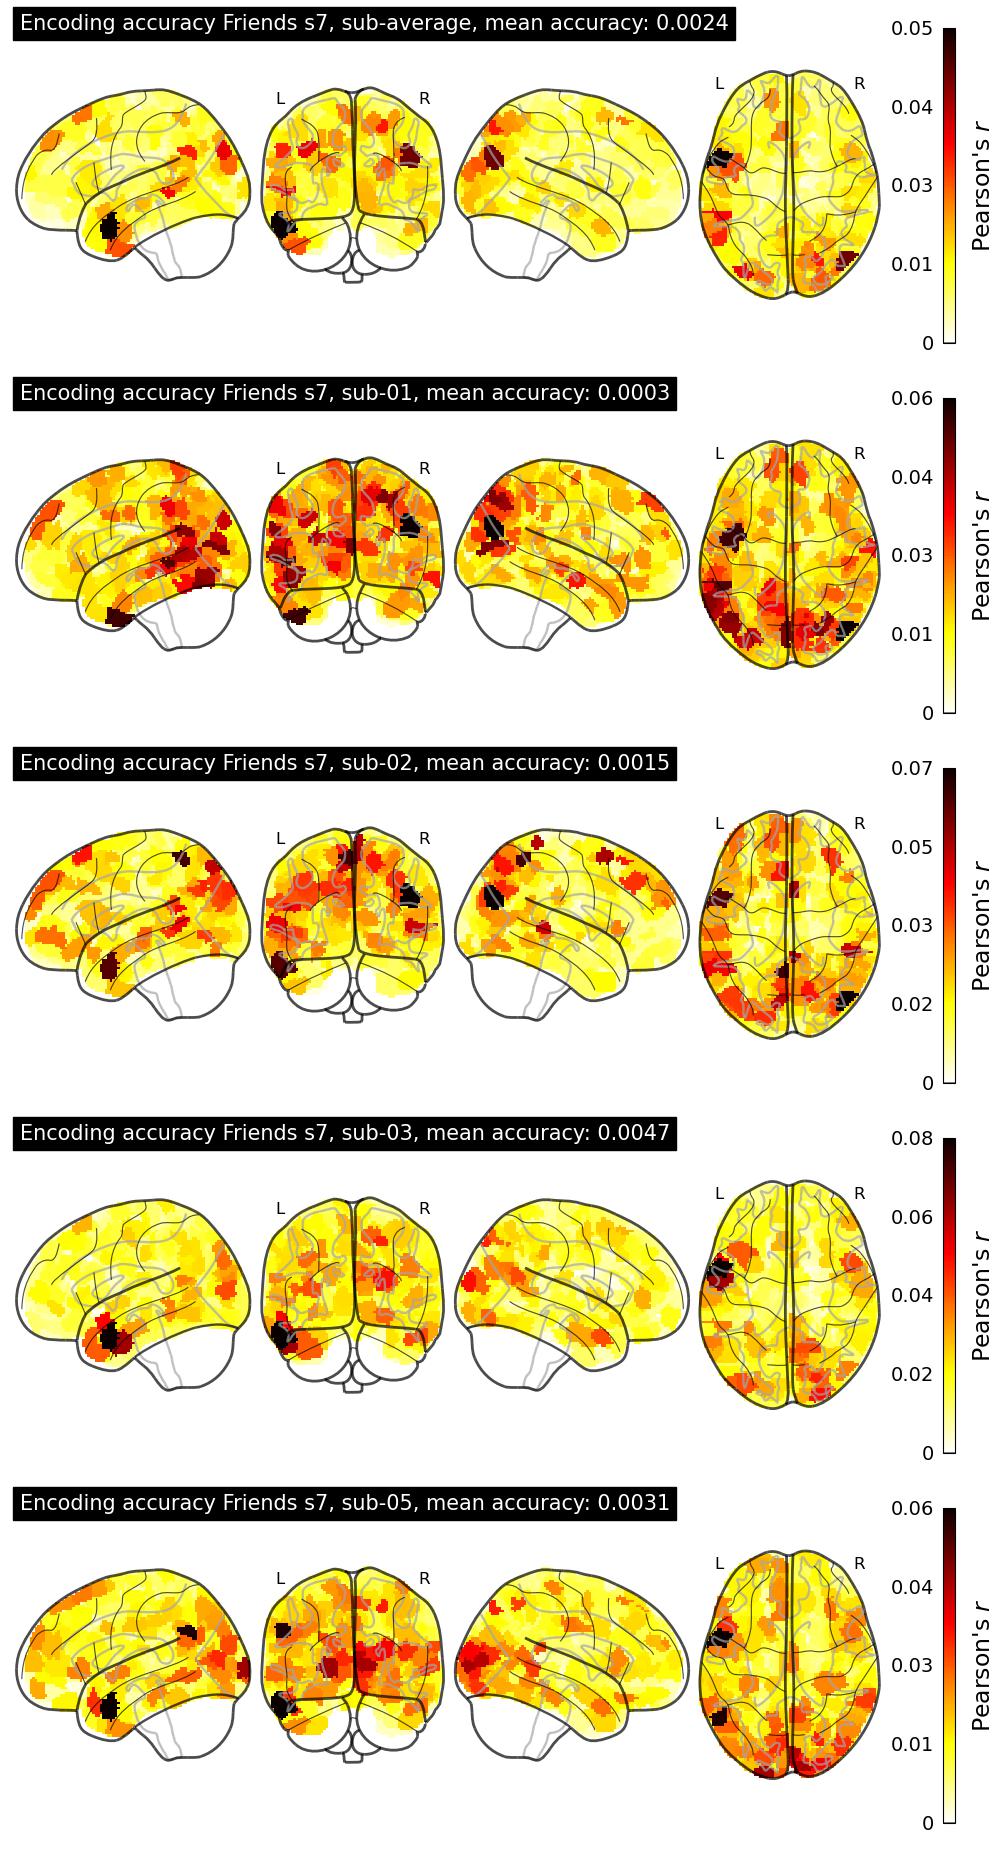 Encoding accuracy Friends s7, sub-average, mean accuracy: 0.0024
L R L R
0.05
0.04
0.03
0.01
0
Pearson's r
Encoding accuracy Friends s7, sub-01, mean accuracy: 0.0003
L R L R
0.06
0.04
0.03
0.01
0
Pearson's r
Encoding accuracy Friends s7, sub-02, mean accuracy: 0.0015
L R L R
0.07
0.05
0.03
0.02
0
Pearson's r
Encoding accuracy Friends s7, sub-03, mean accuracy: 0.0047
L R L R
0.08
0.06
0.04
0.02
0
Pearson's r
Encoding accuracy Friends s7, sub-05, mean accuracy: 0.0031
L R L R
0.06
0.04
0.03
0.01
0
Pearson's r